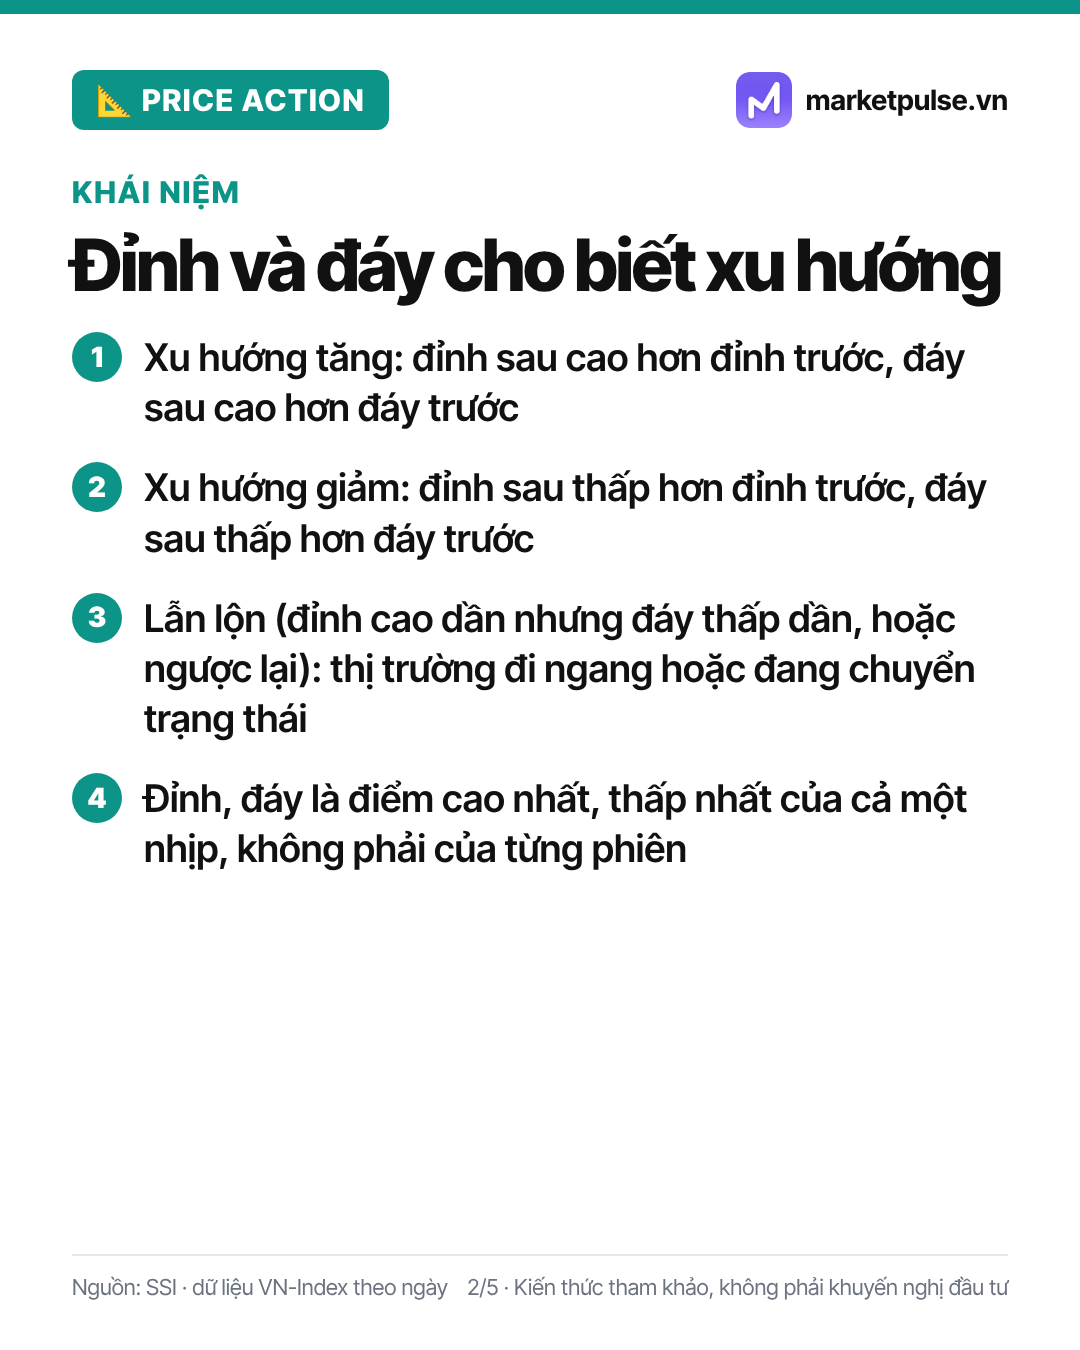 📐 PRICE ACTION
marketpulse.vn
KHÁI NIỆM
Đỉnh và đáy cho biết xu hướng
1 Xu hướng tăng: đỉnh sau cao hơn đỉnh trước, đáy
sau cao hơn đáy trước
2 Xu hướng giảm: đỉnh sau thấp hơn đỉnh trước, đáy
sau thấp hơn đáy trước
3 Lẫn lộn (đỉnh cao dần nhưng đáy thấp dần, hoặc
ngược lại): thị trường đi ngang hoặc đang chuyển
trạng thái
4 Đỉnh, đáy là điểm cao nhất, thấp nhất của cả một
nhịp, không phải của từng phiên
Nguồn: SSI · dữ liệu VN-Index theo ngày 2/5 · Kiến thức tham khảo, không phải khuyến nghị đầu tư